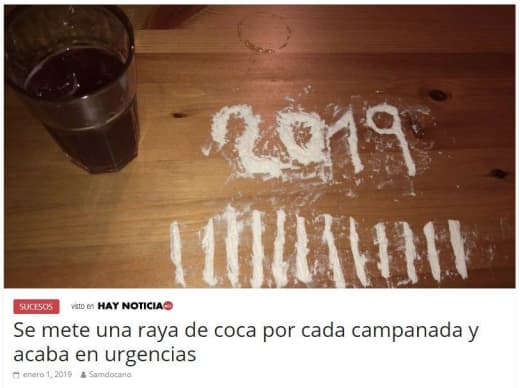 2019
SUCESOS visto en HAY NOTICIA
Se mete una raya de coca por cada campanada y
acaba en urgencias
enero 1, 2019 Samdocano